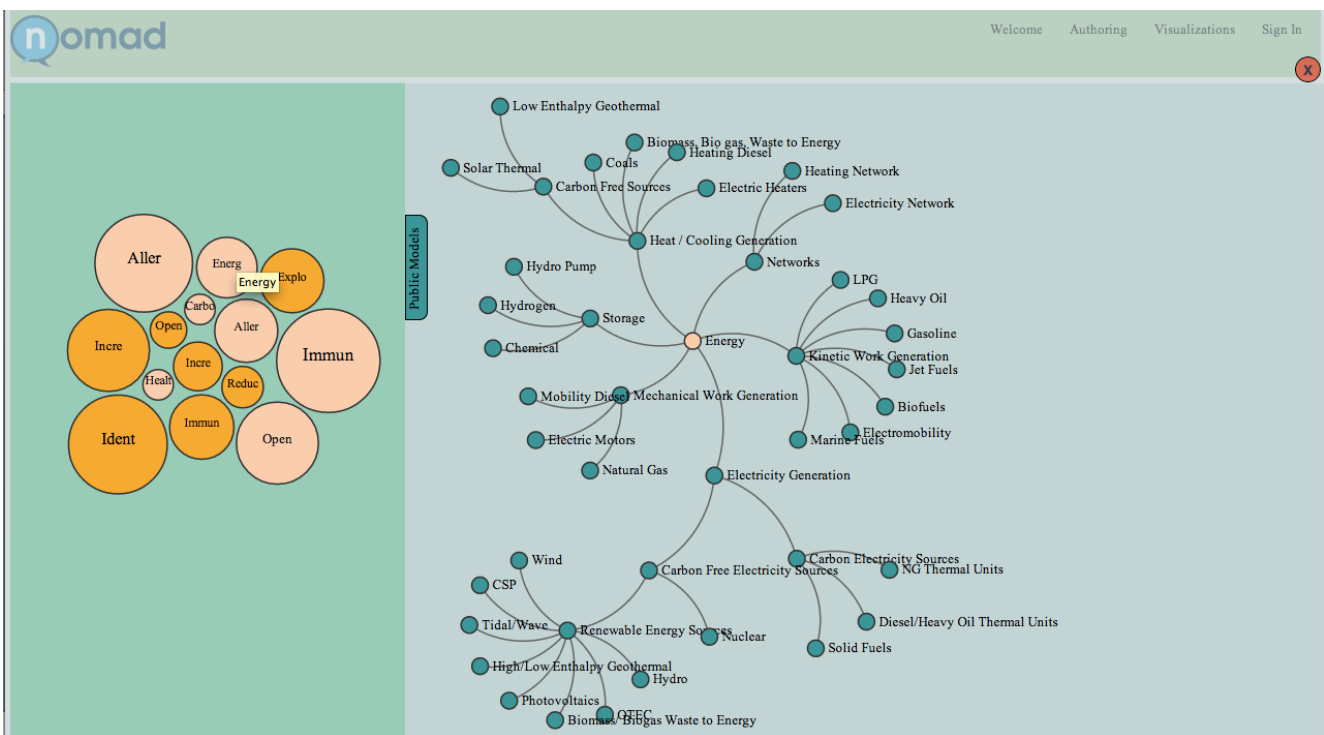 nomad
Welcome
Authoring
Visualizations
Sign In
X
Aller
Energ
Energy
Explo
Carbo
Open
Aller
Incre
Immun
Incre
Healt
Reduc
Ident
Immun
Open
Public Models
Low Enthalpy Geothermal
Biomass, Bio gas, Waste to Energy
Heating Diesel
Coals
Solar Thermal
Heating Network
Carbon Free Sources
Electric Heaters
Electricity Network
Heat / Cooling Generation
Networks
Hydro Pump
LPG
Heavy Oil
Hydrogen
Storage
Gasoline
Energy
Chemical
Kinetic Work Generation
Jet Fuels
Mobility Diesel
Mechanical Work Generation
Biofuels
Electromobility
Electric Motors
Marine Fuels
Natural Gas
Electricity Generation
Wind
Carbon Electricity Sources
Carbon Free Electricity Sources
NG Thermal Units
CSP
Tidal/Wave
Renewable Energy Sources
Nuclear
Diesel/Heavy Oil Thermal Units
Solid Fuels
High/Low Enthalpy Geothermal
Hydro
Photovoltaics
OTEC
Biomass/ Biogas Waste to Energy